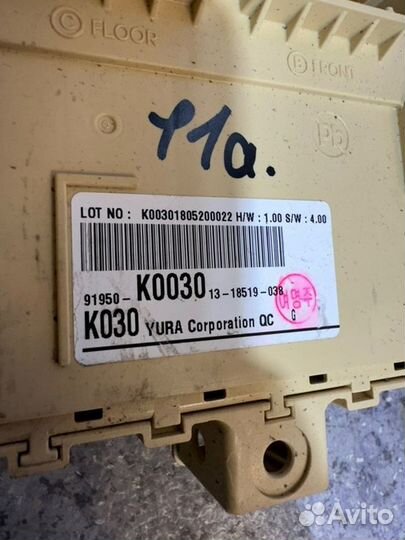 C FLOOR
B FRONT
Pb
11a.
LOT NO : K00301805200022 H/W : 1.00 S/W : 4.00
91950- K0030 13-18519-038
K030 YURA Corporation QC G
Avito